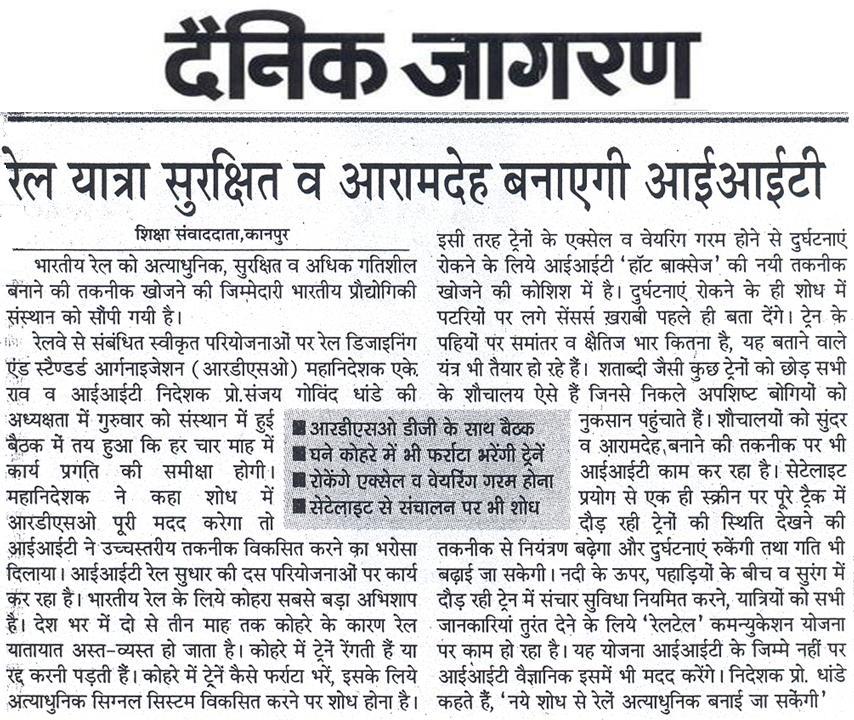 दैनिक जागरण
रेल यात्रा सुरक्षित व आरामदेह बनाएगी आईआईटी
शिक्षा संवाददाता,कानपुर
भारतीय रेल को अत्याधुनिक, सुरक्षित व अधिक गतिशील
बनाने की तकनीक खोजने की जिम्मेदारी भारतीय प्रौद्योगिकी
संस्थान को सौंपी गयी है।
रेलवे से संबंधित स्वीकृत परियोजनाओं पर रेल डिजाइनिंग
एंड स्टैण्डर्ड आर्गनाइजेशन (आरडीएसओ) महानिदेशक एके
राव व आईआईटी निदेशक प्रो.संजय गोविंद धांडे की
अध्यक्षता में गुरुवार को संस्थान में हुई
बैठक में तय हुआ कि हर चार माह में
कार्य प्रगति की समीक्षा होगी।
महानिदेशक ने कहा शोध में
आरडीएसओ पूरी मदद करेगा तो
आईआईटी ने उच्चस्तरीय तकनीक विकसित करने का भरोसा
दिलाया। आईआईटी रेल सुधार की दस परियोजनाओं पर कार्य
कर रहा है। भारतीय रेल के लिये कोहरा सबसे बड़ा अभिशाप
है। देश भर में दो से तीन माह तक कोहरे के कारण रेल
यातायात अस्त-व्यस्त हो जाता है। कोहरे में ट्रेनें रेंगती हैं या
रद्द करनी पड़ती हैं। कोहरे में ट्रेनें कैसे फर्राटा भरें, इसके लिये
अत्याधुनिक सिग्नल सिस्टम विकसित करने पर शोध होना है।
■ आरडीएसओ डीजी के साथ बैठक
■ घने कोहरे में भी फर्राटा भरेंगी ट्रेनें
■ रोकेंगे एक्सेल व वेयरिंग गरम होना
■ सेटेलाइट से संचालन पर भी शोध
इसी तरह ट्रेनों के एक्सेल व वेयरिंग गरम होने से दुर्घटनाएं
रोकने के लिये आईआईटी ‘हॉट बाक्सेज’ की नयी तकनीक
खोजने की कोशिश में है। दुर्घटनाएं रोकने के ही शोध में
पटरियों पर लगे सेंसर्स ख़राबी पहले ही बता देंगे। ट्रेन के
पहियों पर समांतर व क्षैतिज भार कितना है, यह बताने वाले
यंत्र भी तैयार हो रहे हैं। शताब्दी जैसी कुछ ट्रेनों को छोड़ सभी
के शौचालय ऐसे हैं जिनसे निकले अपशिष्ट बोगियों को
नुकसान पहुंचाते हैं। शौचालयों को सुंदर
व आरामदेह बनाने की तकनीक पर भी
आईआईटी काम कर रहा है। सेटेलाइट
प्रयोग से एक ही स्क्रीन पर पूरे ट्रैक में
दौड़ रही ट्रेनों की स्थिति देखने की
तकनीक से नियंत्रण बढ़ेगा और दुर्घटनाएं रुकेंगी तथा गति भी
बढ़ाई जा सकेगी। नदी के ऊपर, पहाड़ियों के बीच व सुरंग में
दौड़ रही ट्रेन में संचार सुविधा नियमित करने, यात्रियों को सभी
जानकारियां तुरंत देने के लिये ‘रेलटेल’ कमन्युकेशन योजना
पर काम हो रहा है। यह योजना आईआईटी के जिम्मे नहीं पर
आईआईटी वैज्ञानिक इसमें भी मदद करेंगे। निदेशक प्रो. धांडे
कहते हैं, ‘नये शोध से रेलें अत्याधुनिक बनाई जा सकेंगी’